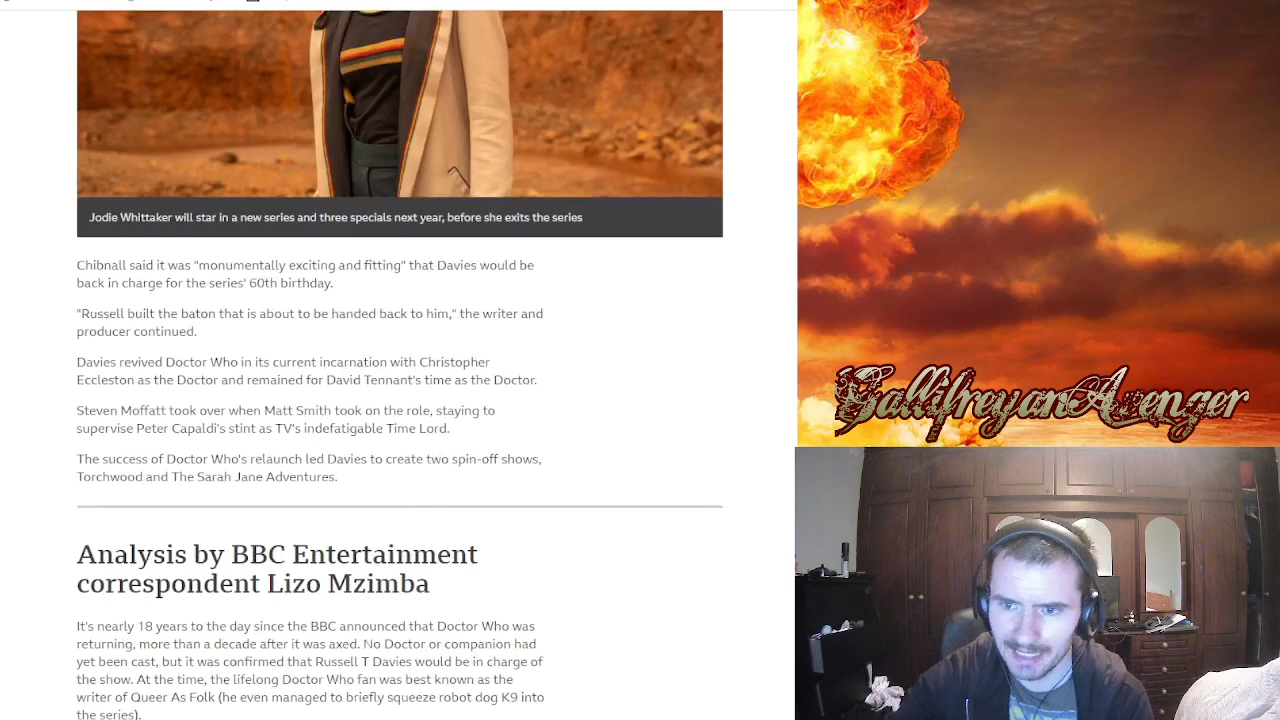 Jodie Whittaker will star in a new series and three specials next year, before she exits the series
Chibnall said it was "monumentally exciting and fitting" that Davies would be
back in charge for the series' 60th birthday.
"Russell built the baton that is about to be handed back to him," the writer and
producer continued.
Davies revived Doctor Who in its current incarnation with Christopher
Eccleston as the Doctor and remained for David Tennant's time as the Doctor.
Steven Moffatt took over when Matt Smith took on the role, staying to
supervise Peter Capaldi's stint as TV's indefatigable Time Lord.
The success of Doctor Who's relaunch led Davies to create two spin-off shows,
Torchwood and The Sarah Jane Adventures.
Analysis by BBC Entertainment
correspondent Lizo Mzimba
It's nearly 18 years to the day since the BBC announced that Doctor Who was
returning, more than a decade after it was axed. No Doctor or companion had
yet been cast, but it was confirmed that Russell T Davies would be in charge of
the show. At the time, the lifelong Doctor Who fan was best known as the
writer of Queer As Folk (he even managed to briefly squeeze robot dog K9 into
the series).
GallifreyanAvenger